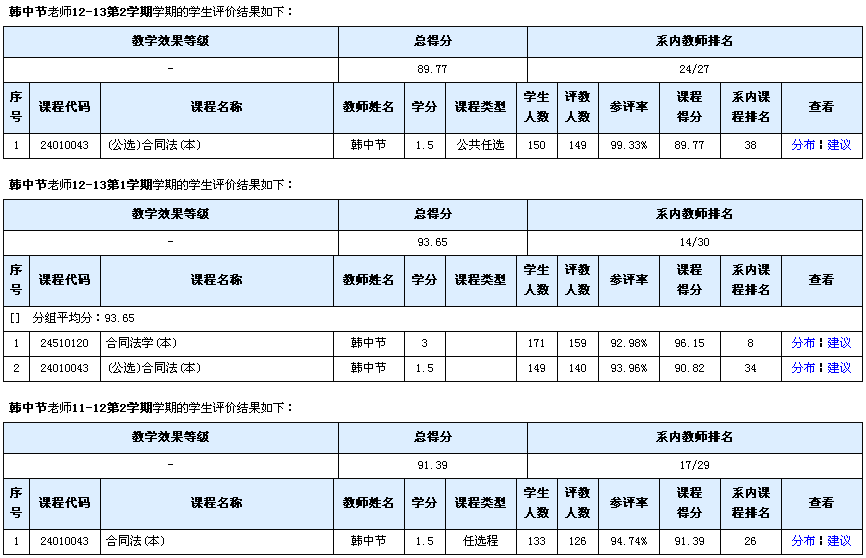 韩中节老师12-13第2学期学期的学生评价结果如下：
教学效果等级 总得分 系内教师排名
- 89.77 24/27
序号 课程代码 课程名称 教师姓名 学分 课程类型 学生人数 评教人数 参评率 课程得分 系内课程排名 查看
1 24010043 (公选)合同法(本) 韩中节 1.5 公共任选 150 149 99.33% 89.77 38 分布¦建议
韩中节老师12-13第1学期学期的学生评价结果如下：
教学效果等级 总得分 系内教师排名
- 93.65 14/30
序号 课程代码 课程名称 教师姓名 学分 课程类型 学生人数 评教人数 参评率 课程得分 系内课程排名 查看
[] 分组平均分：93.65
1 24510120 合同法学(本) 韩中节 3 171 159 92.98% 96.15 8 分布¦建议
2 24010043 (公选)合同法(本) 韩中节 1.5 149 140 93.96% 90.82 34 分布¦建议
韩中节老师11-12第2学期学期的学生评价结果如下：
教学效果等级 总得分 系内教师排名
- 91.39 17/29
序号 课程代码 课程名称 教师姓名 学分 课程类型 学生人数 评教人数 参评率 课程得分 系内课程排名 查看
1 24010043 合同法(本) 韩中节 1.5 任选程 133 126 94.74% 91.39 26 分布¦建议